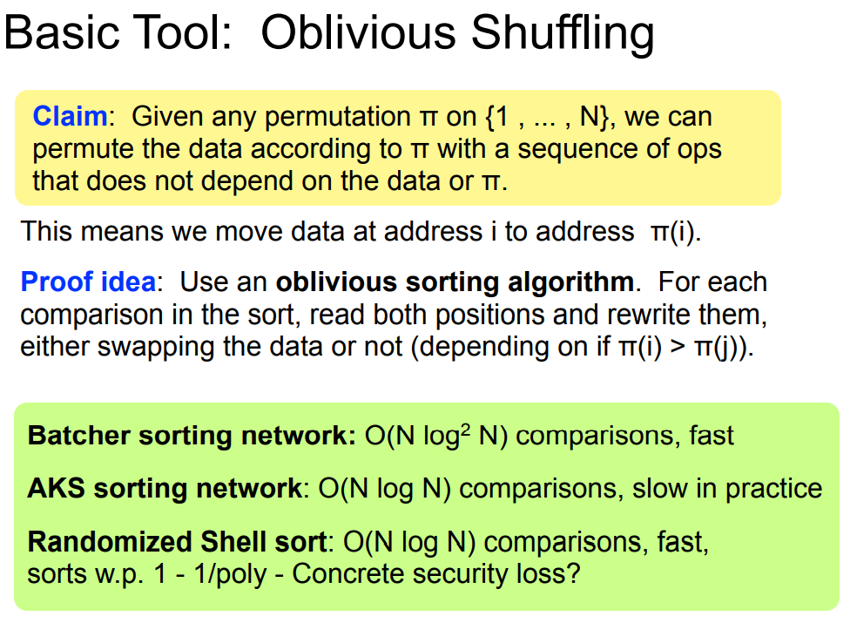 Basic Tool: Oblivious Shuffling
Claim: Given any permutation π on {1 , ... , N}, we can
permute the data according to π with a sequence of ops
that does not depend on the data or π.
This means we move data at address i to address π(i).
Proof idea: Use an oblivious sorting algorithm. For each
comparison in the sort, read both positions and rewrite them,
either swapping the data or not (depending on if π(i) > π(j)).
Batcher sorting network: O(N log² N) comparisons, fast
AKS sorting network: O(N log N) comparisons, slow in practice
Randomized Shell sort: O(N log N) comparisons, fast,
sorts w.p. 1 - 1/poly - Concrete security loss?